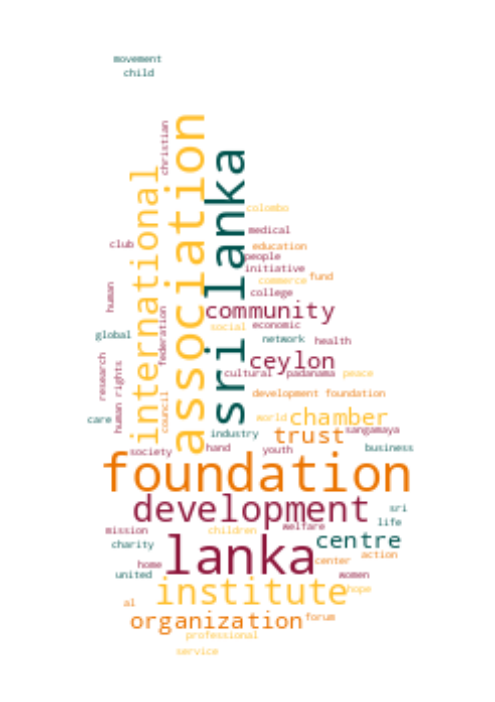 movement
child
christian
association
international
sri lanka
colombo
medical
club
education
people
initiative
fund
commerce
human
college
community
social
economic
federation
global
network
health
ceylon
research
human rights
cultural
padanama
peace
development foundation
council
care
world
chamber
industry
trust
sangamaya
society
hand
youth
business
foundation
development
sri
life
mission
children
welfare
charity
lanka
centre
action
home
center
united
women
institute
hope
al
organization
forum
professional
service